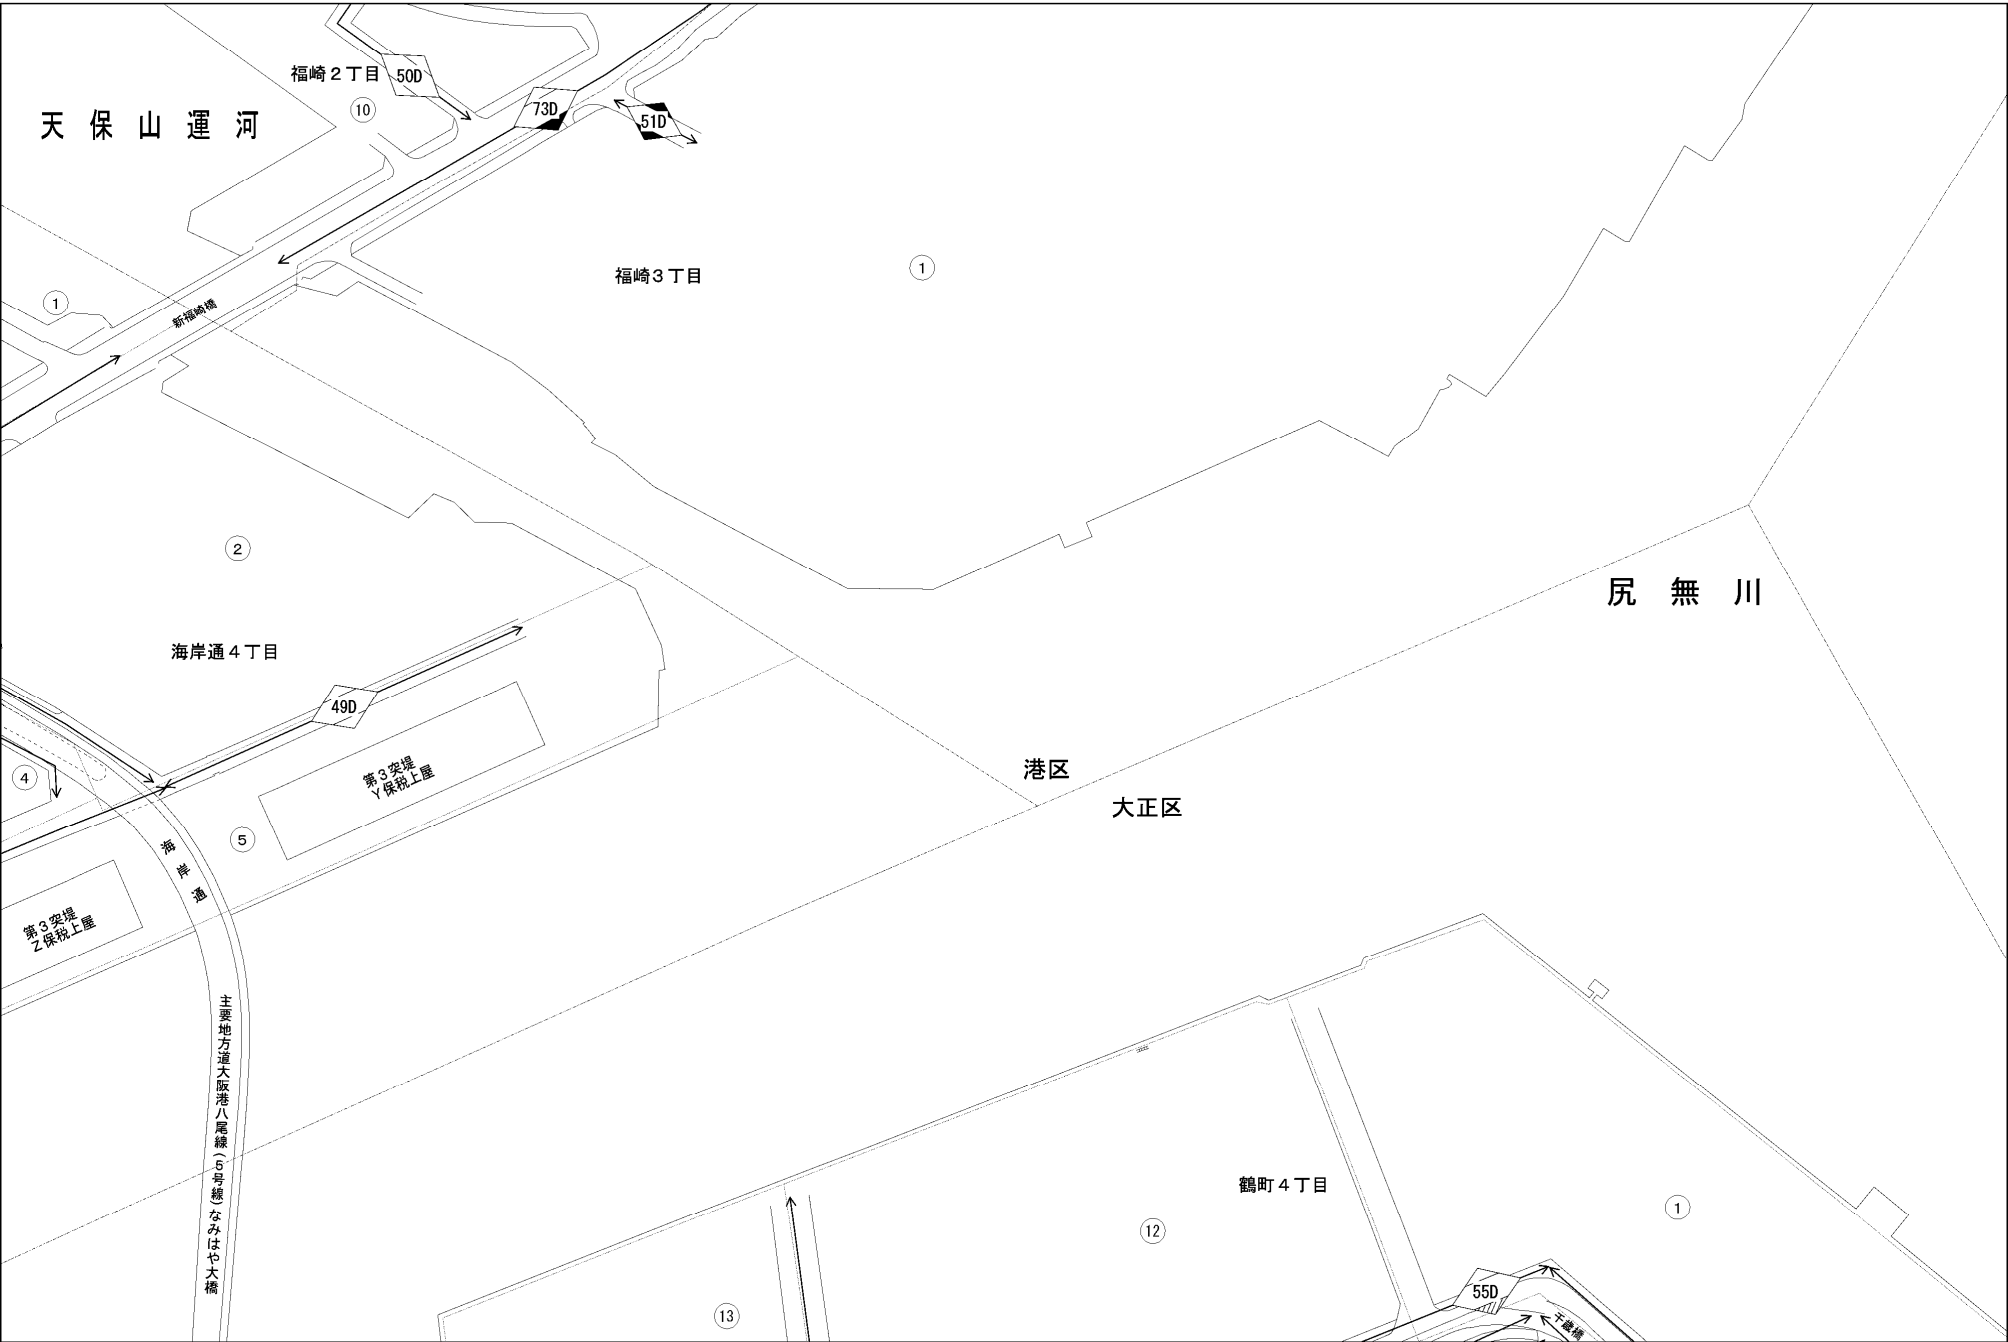 福崎２丁目
50D
10
73D
51D
天保山運河
福崎３丁目
1
1
新福崎橋
2
尻無川
海岸通４丁目
49D
第３突堤
Ｙ保税上屋
港区
大正区
4
5
海岸通
第３突堤
Ｚ保税上屋
主要地方道大阪港八尾線（５号線）なみはや大橋
鶴町４丁目
12
1
13
55D
千歳橋